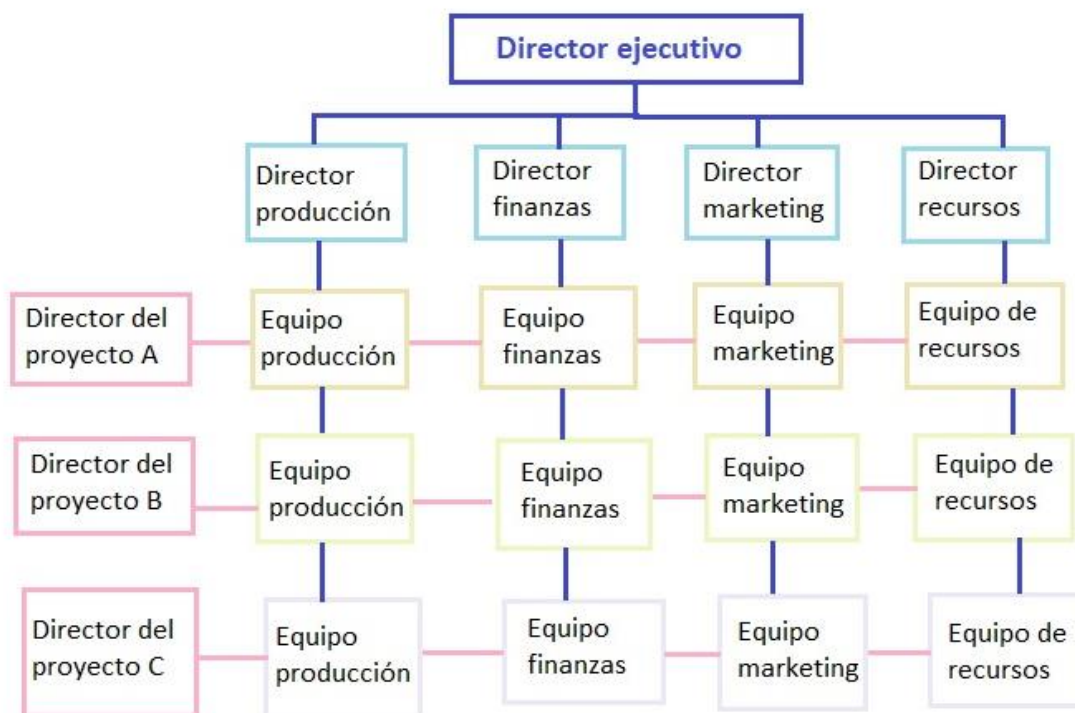 Director ejecutivo
Director
producción
Director
finanzas
Director
marketing
Director
recursos
Director del
proyecto A
Equipo
producción
Equipo
finanzas
Equipo
marketing
Equipo de
recursos
Director del
proyecto B
Equipo
producción
Equipo
finanzas
Equipo
marketing
Equipo de
recursos
Director del
proyecto C
Equipo
producción
Equipo
finanzas
Equipo
marketing
Equipo de
recursos